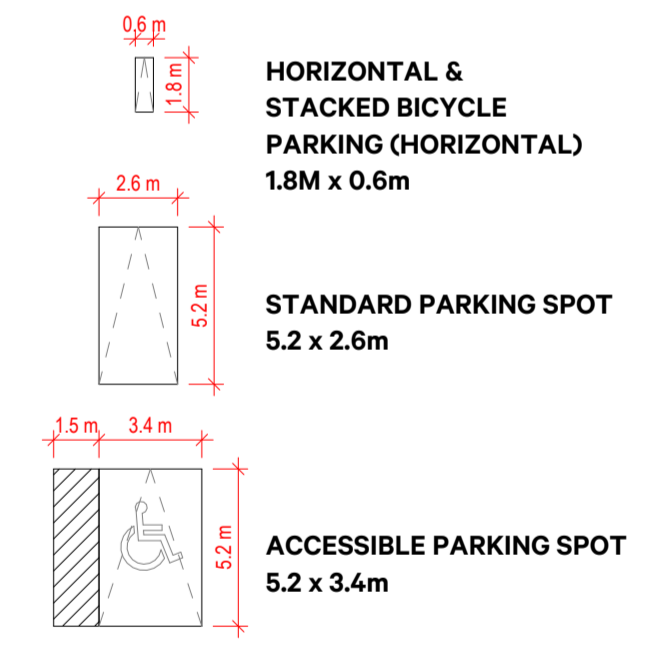 0.6 m
1.8 m
HORIZONTAL &
STACKED BICYCLE
PARKING (HORIZONTAL)
1.8M x 0.6m
2.6 m
5.2 m
STANDARD PARKING SPOT
5.2 x 2.6m
1.5 m 3.4 m
5.2 m
ACCESSIBLE PARKING SPOT
5.2 x 3.4m